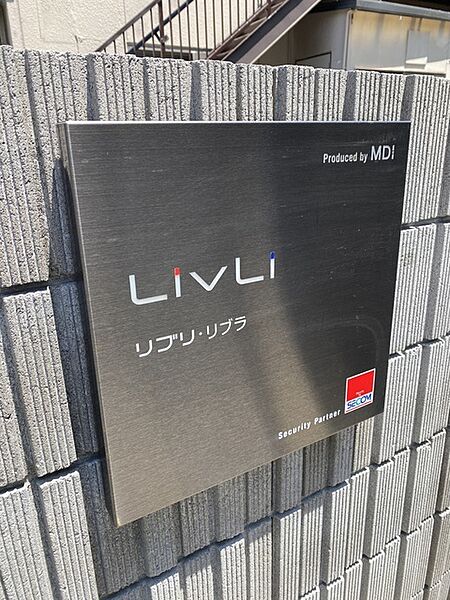 Produced by MDI
LivLi
リブリ・リブラ
Security Partner
SECOM